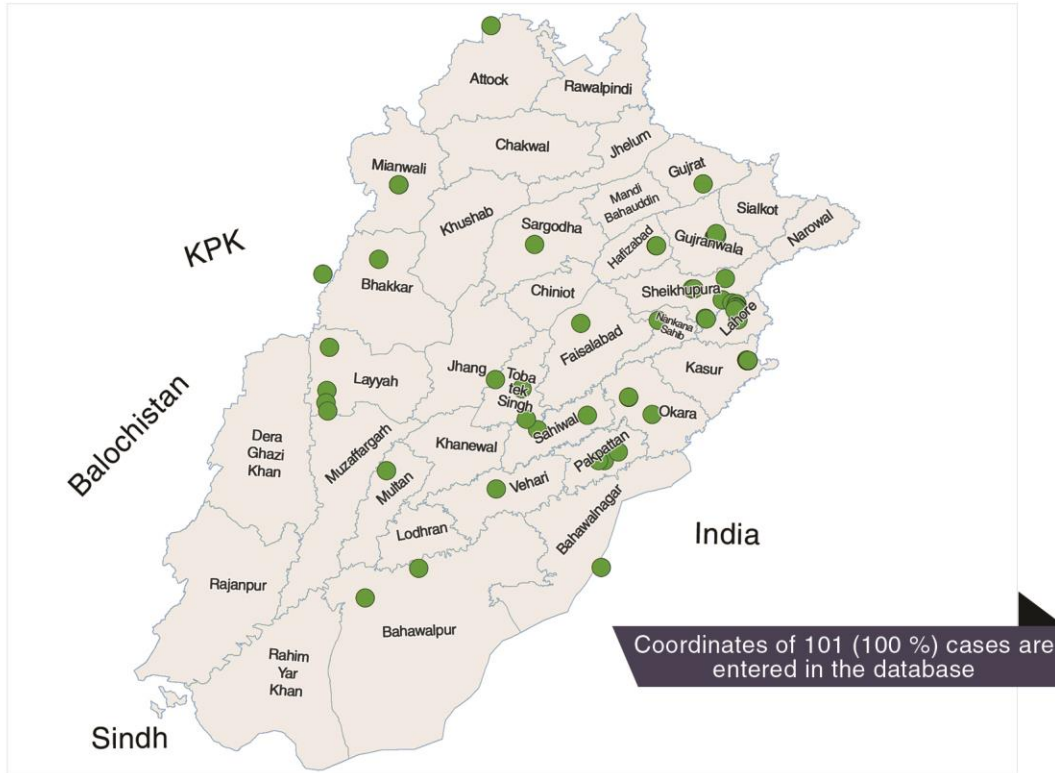 Attock
Rawalpindi
Chakwal
Jhelum
Mianwali
Gujrat
Mandi
Bahauddin
Khushab
Sialkot
Sargodha
Narowal
KPK
Hafizabad
Gujranwala
Bhakkar
Chiniot
Sheikhupura
Lahore
Nankana
Sahib
Faisalabad
Kasur
Jhang
Toba
tek
Singh
Layyah
Okara
Sahiwal
Balochistan
Dera
Ghazi
Khan
Muzaffargarh
Khanewal
Pakpattan
Multan
Vehari
Bahawalnagar
Lodhran
India
Rajanpur
Bahawalpur
Coordinates of 101 (100 %) cases are
entered in the database
Rahim
Yar
Khan
Sindh